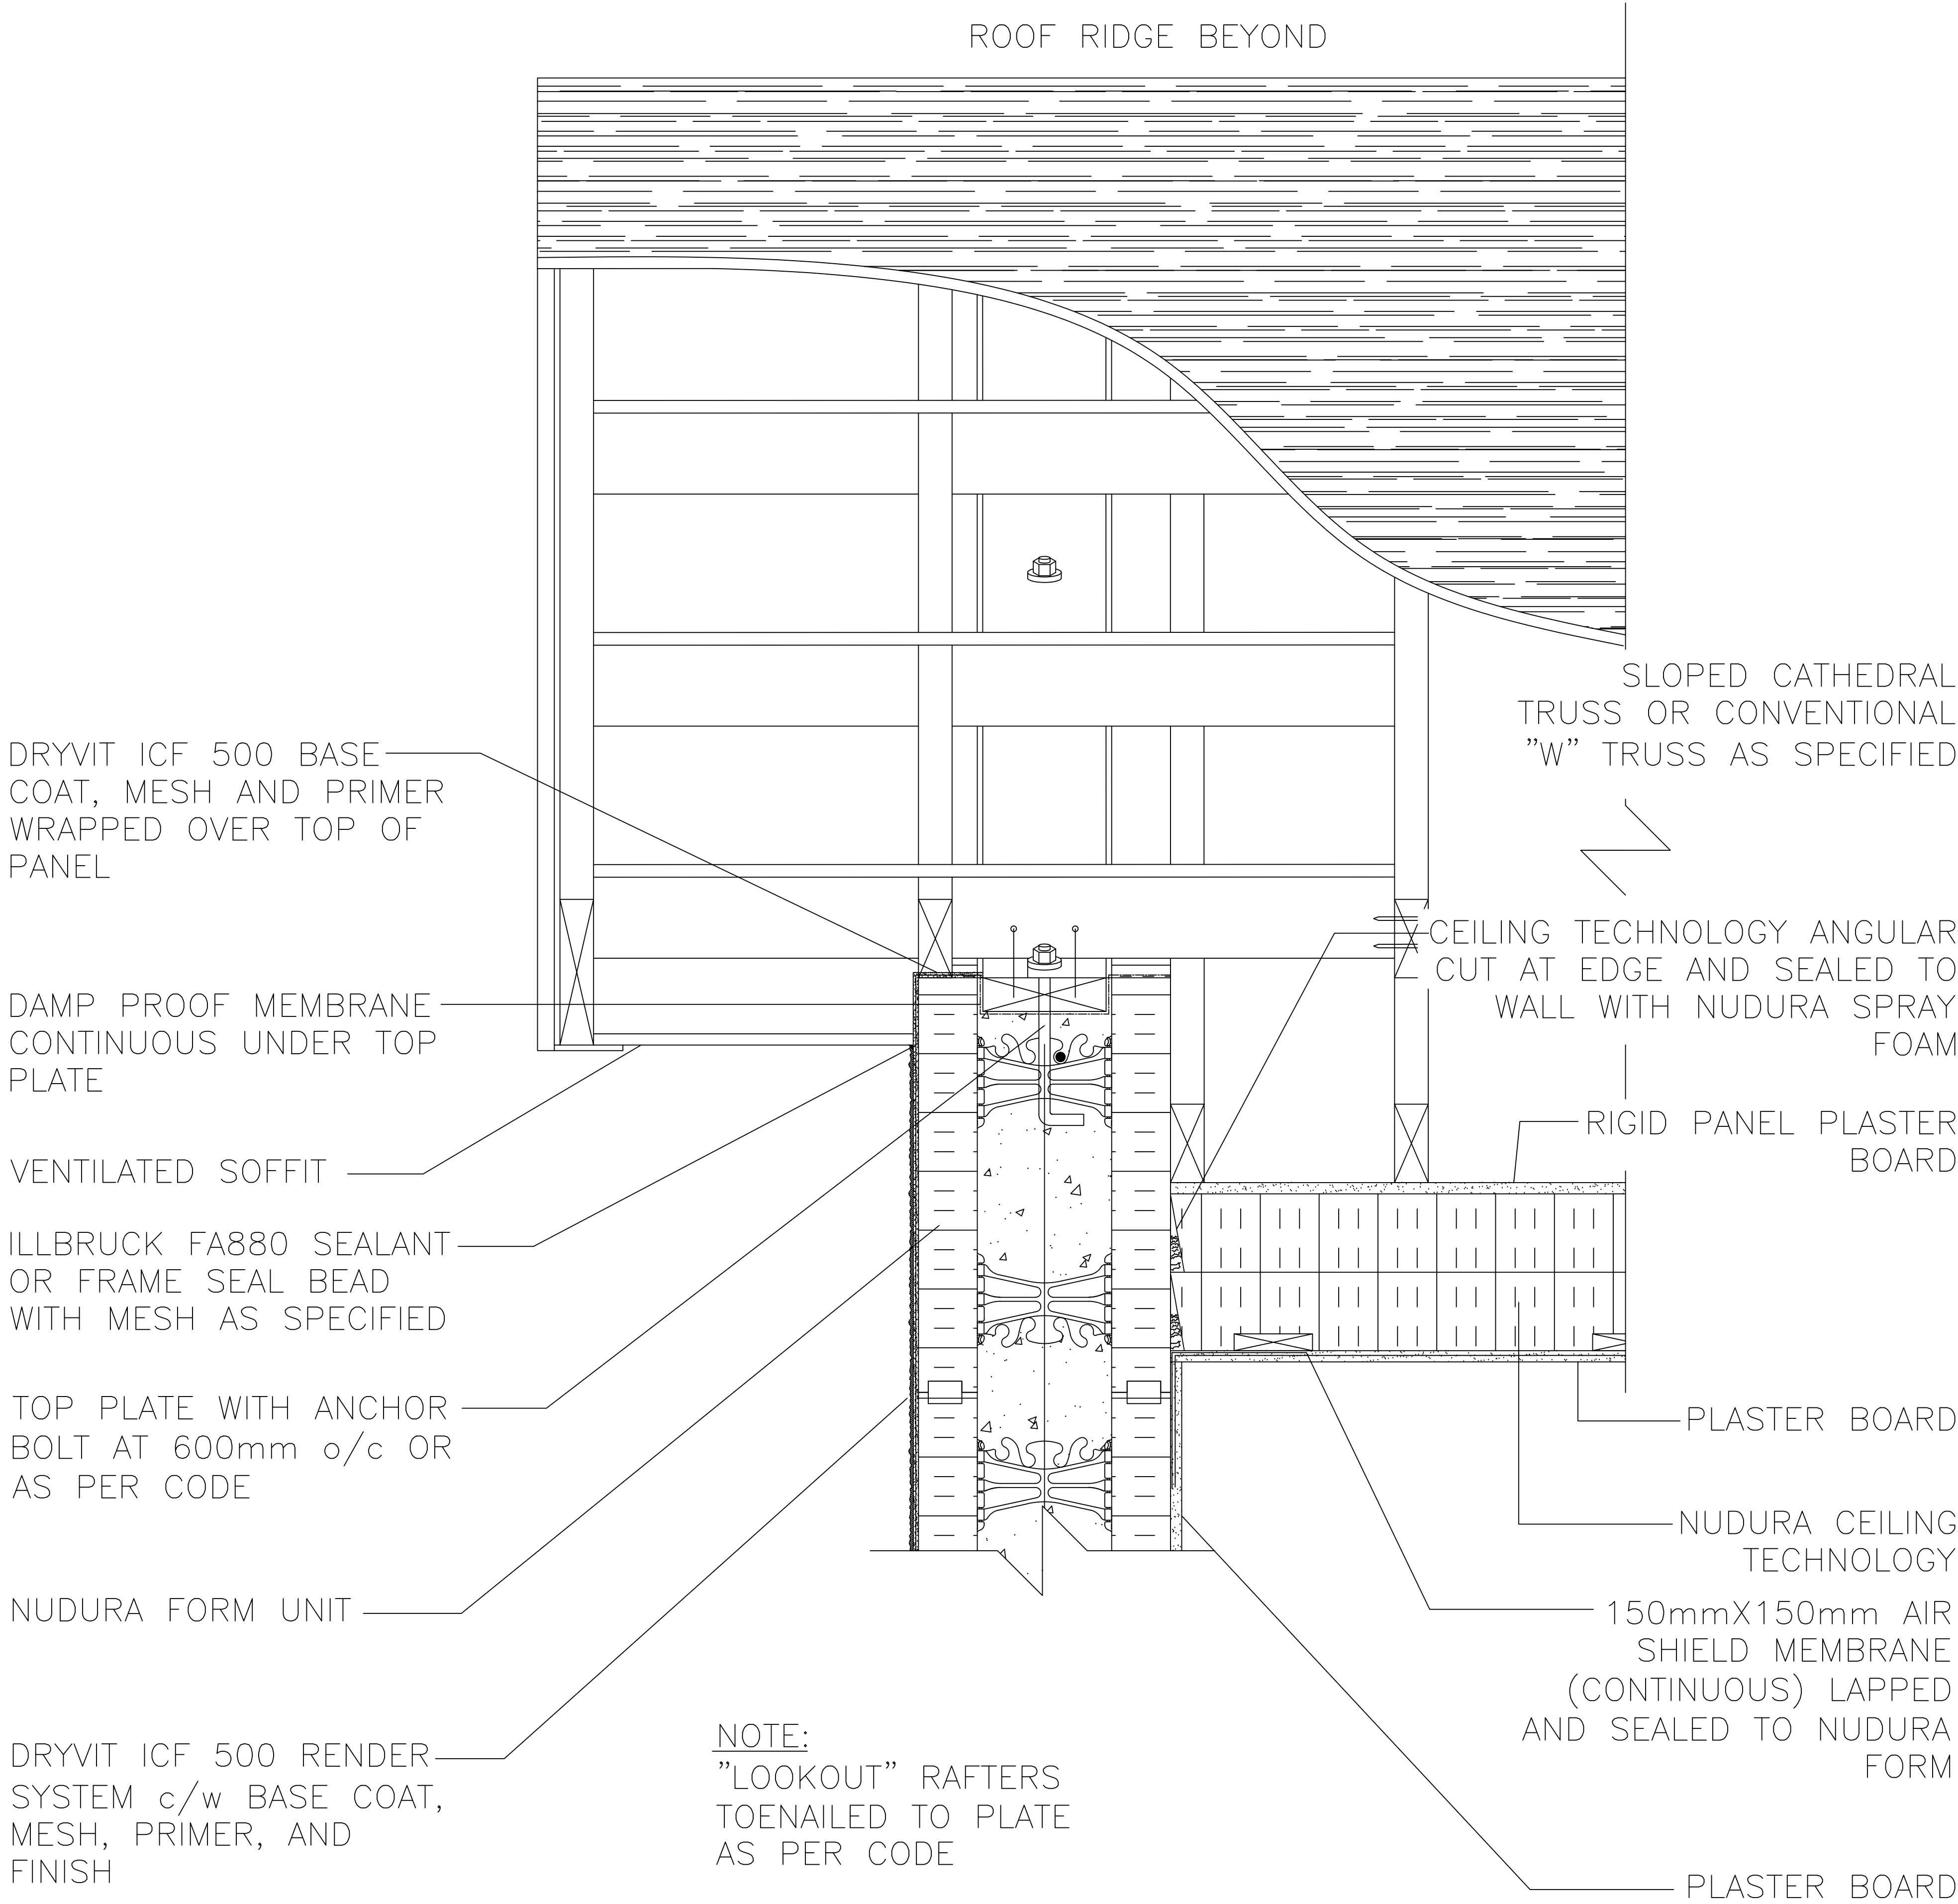 ROOF RIDGE BEYOND
SLOPED CATHEDRAL
TRUSS OR CONVENTIONAL
"W" TRUSS AS SPECIFIED
DRYVIT ICF 500 BASE
COAT, MESH AND PRIMER
WRAPPED OVER TOP OF
PANEL
CEILING TECHNOLOGY ANGULAR
CUT AT EDGE AND SEALED TO
WALL WITH NUDURA SPRAY
FOAM
DAMP PROOF MEMBRANE
CONTINUOUS UNDER TOP
PLATE
RIGID PANEL PLASTER
BOARD
VENTILATED SOFFIT
ILLBRUCK FA880 SEALANT
OR FRAME SEAL BEAD
WITH MESH AS SPECIFIED
TOP PLATE WITH ANCHOR
BOLT AT 600mm o/c OR
AS PER CODE
PLASTER BOARD
NUDURA CEILING
TECHNOLOGY
NUDURA FORM UNIT
150mmX150mm AIR
SHIELD MEMBRANE
(CONTINUOUS) LAPPED
AND SEALED TO NUDURA
FORM
DRYVIT ICF 500 RENDER
SYSTEM c/w BASE COAT,
MESH, PRIMER, AND
FINISH
NOTE:
"LOOKOUT" RAFTERS
TOENAILED TO PLATE
AS PER CODE
PLASTER BOARD